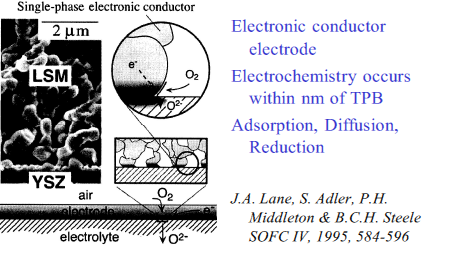 Single-phase electronic conductor
2 µm
LSM
YSZ
e-
O2
O2-
air
O2
electrode
e-
electrolyte
O2-
Electronic conductor
electrode
Electrochemistry occurs
within nm of TPB
Adsorption, Diffusion,
Reduction
J.A. Lane, S. Adler, P.H.
Middleton & B.C.H. Steele
SOFC IV, 1995, 584-596